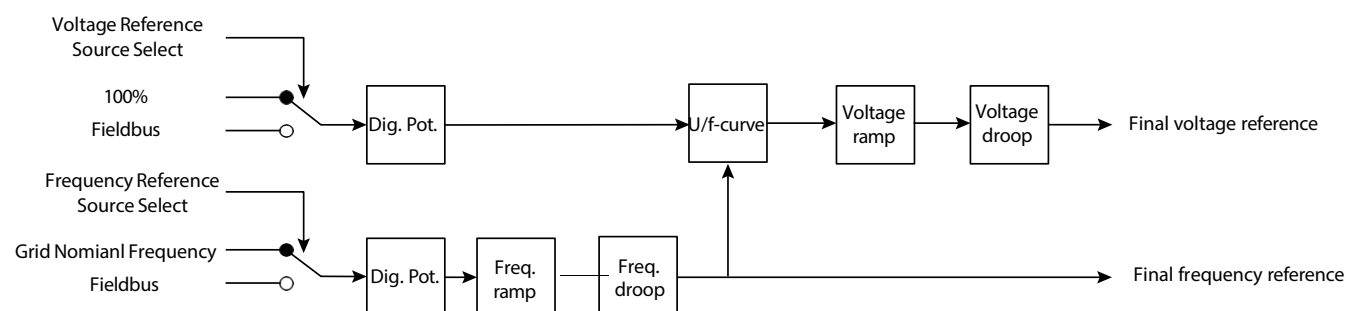 Voltage Reference
Source Select
100%
Fieldbus
Dig. Pot.
U/f-curve
Voltage
ramp
Voltage
droop
Final voltage reference
Frequency Reference
Source Select
Grid Nomianl Frequency
Fieldbus
Dig. Pot.
Freq.
ramp
Freq.
droop
Final frequency reference